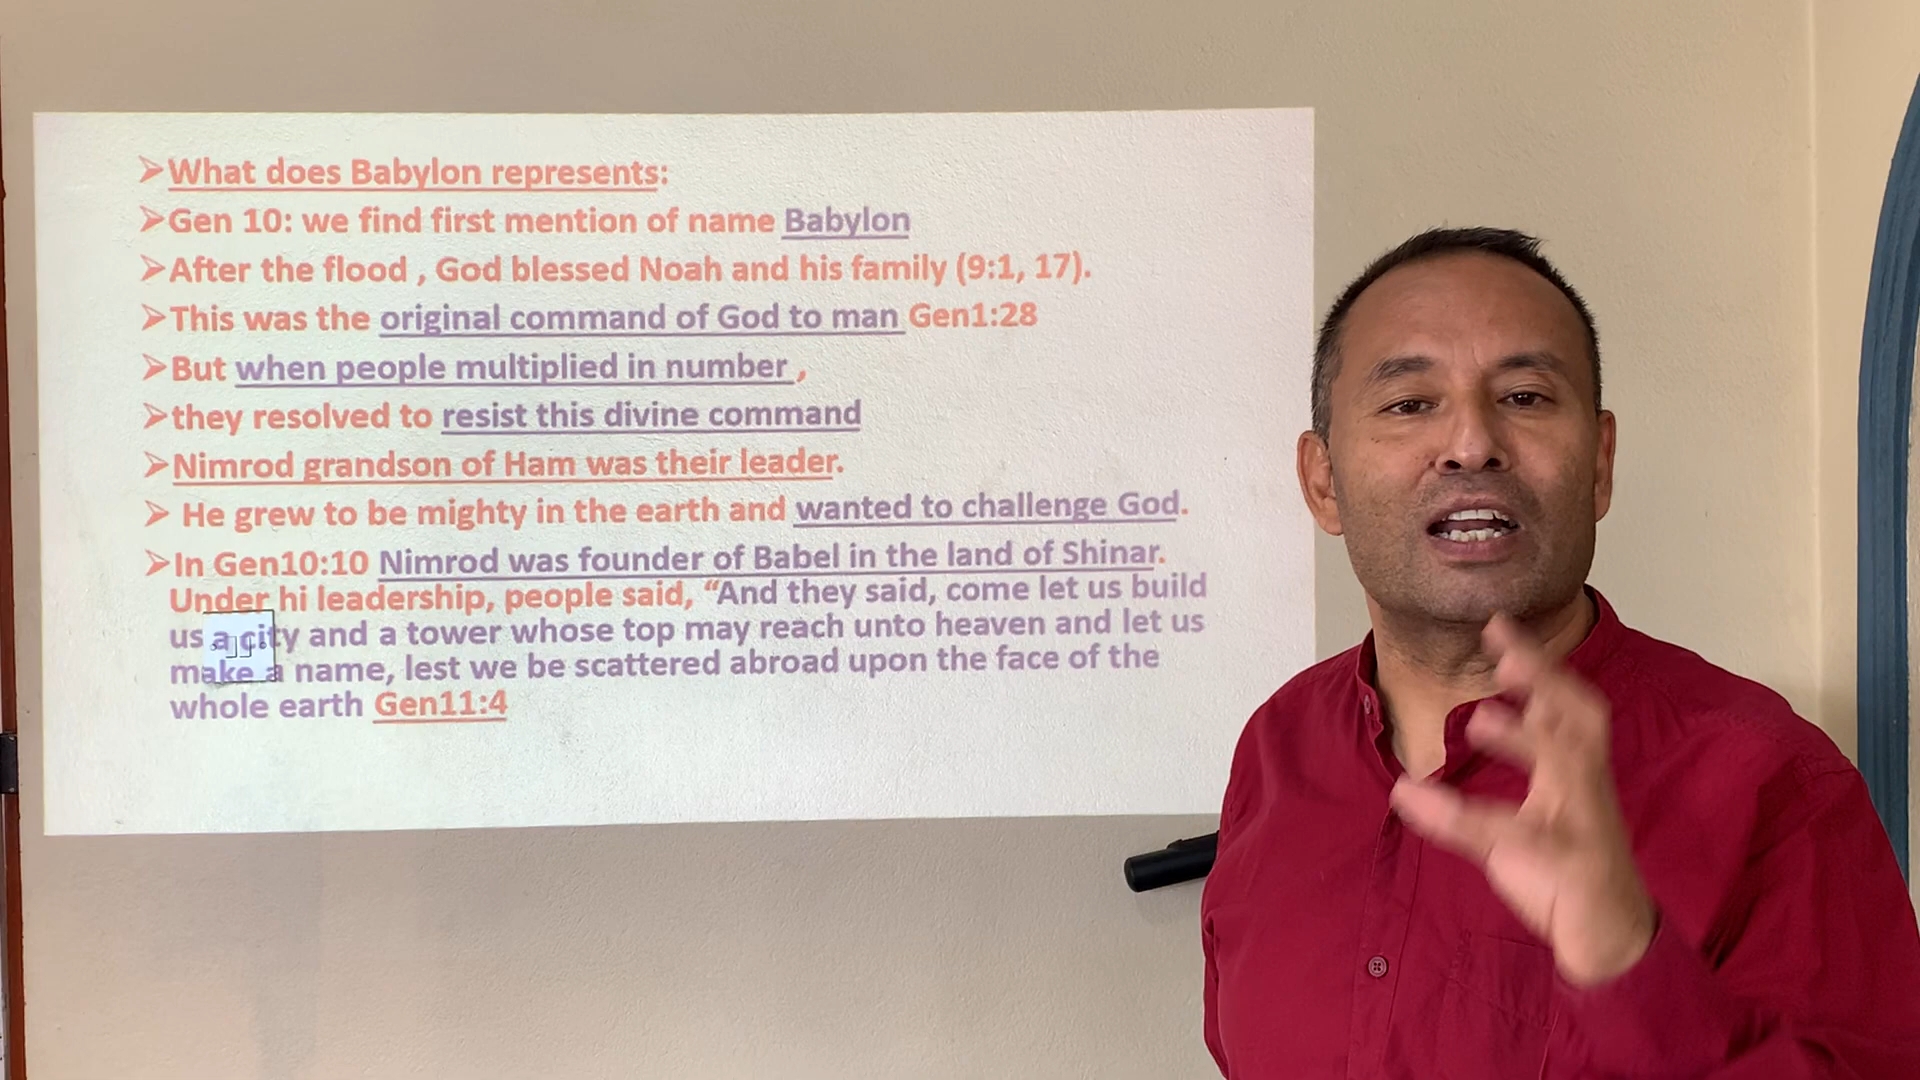 What does Babylon represents:
Gen 10: we find first mention of name Babylon
After the flood , God blessed Noah and his family (9:1, 17).
This was the original command of God to man Gen1:28
But when people multiplied in number ,
they resolved to resist this divine command
Nimrod grandson of Ham was their leader.
He grew to be mighty in the earth and wanted to challenge God.
In Gen10:10 Nimrod was founder of Babel in the land of Shinar.
Under hi leadership, people said, “And they said, come let us build
us a city and a tower whose top may reach unto heaven and let us
make a name, lest we be scattered abroad upon the face of the
whole earth Gen11:4